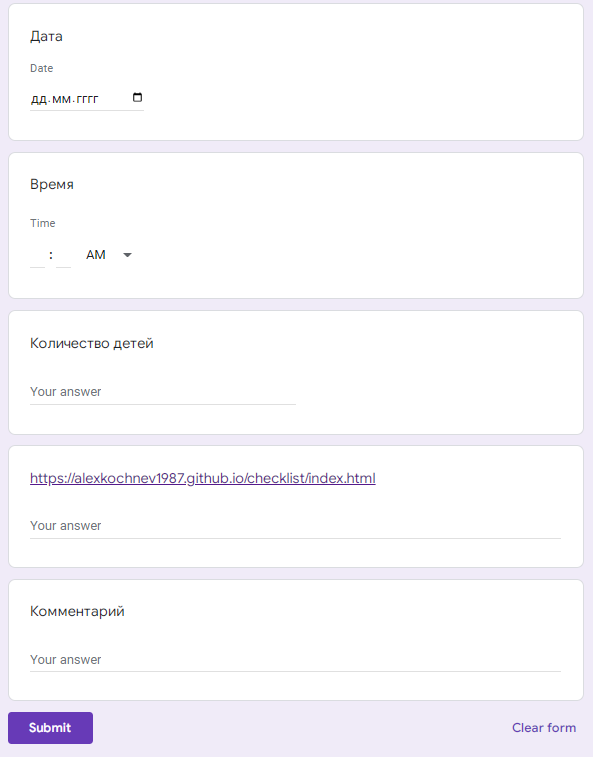 Дата
Date
дд.мм.гггг
Время
Time
: AM
Количество детей
Your answer
https://alexkochnev1987.github.io/checklist/index.html
Your answer
Комментарий
Your answer
Submit Clear form